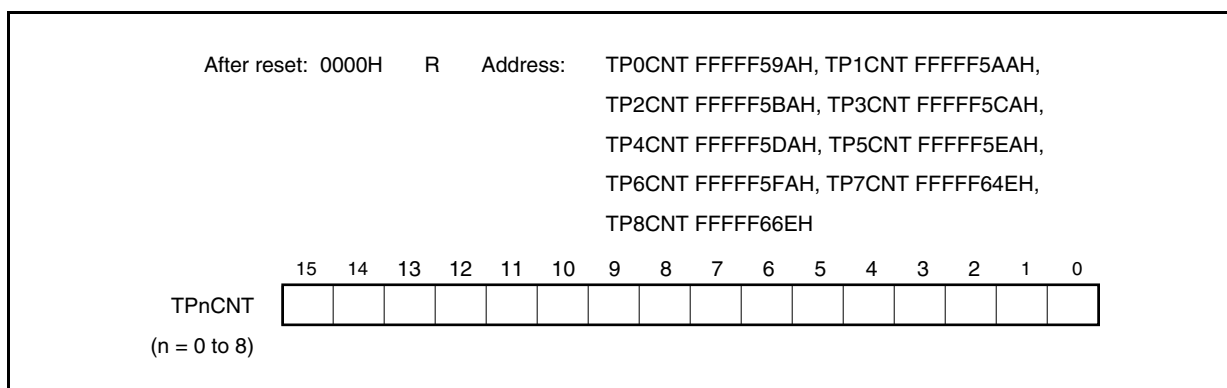 After reset: 0000H R Address: TP0CNT FFFFF59AH, TP1CNT FFFFF5AAH,
TP2CNT FFFFF5BAH, TP3CNT FFFFF5CAH,
TP4CNT FFFFF5DAH, TP5CNT FFFFF5EAH,
TP6CNT FFFFF5FAH, TP7CNT FFFFF64EH,
TP8CNT FFFFF66EH
15 14 13 12 11 10 9 8 7 6 5 4 3 2 1 0
TPnCNT
(n = 0 to 8)